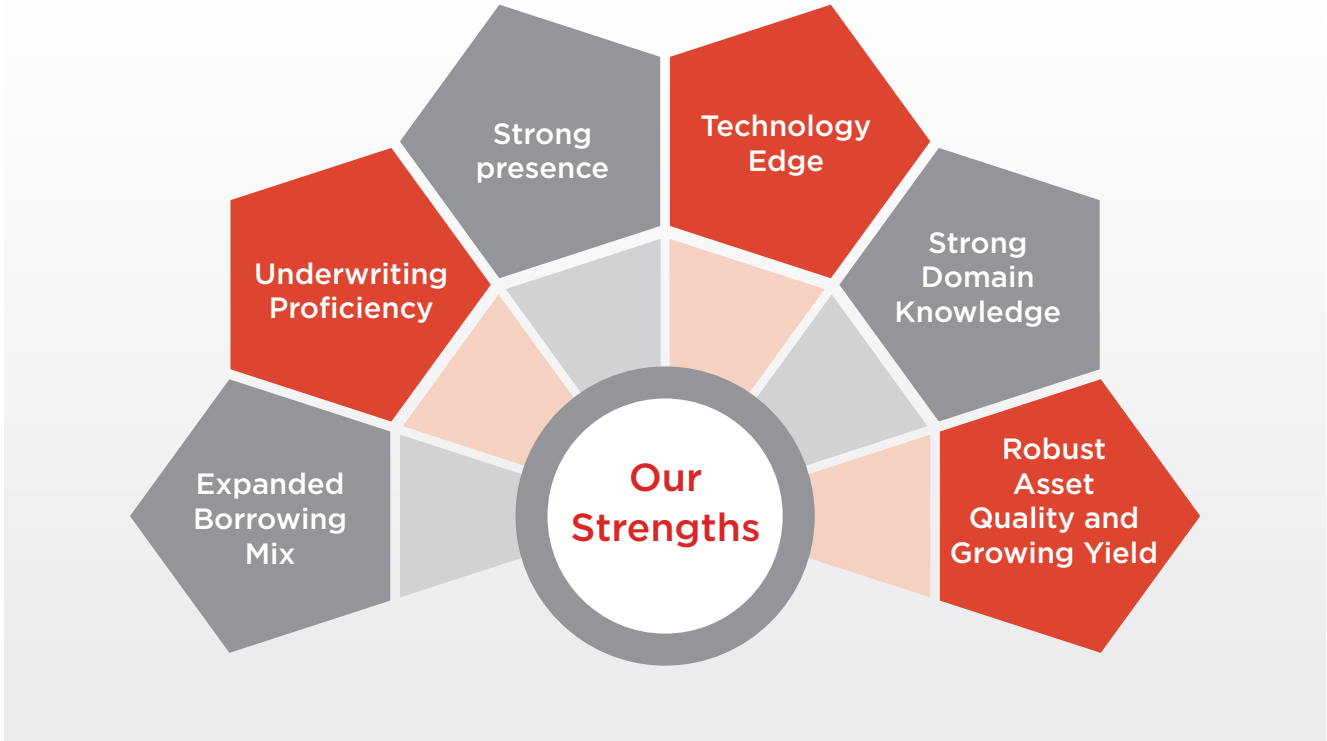 Strong
presence
Technology
Edge
Underwriting
Proficiency
Strong
Domain
Knowledge
Expanded
Borrowing
Mix
Our
Strengths
Robust
Asset
Quality and
Growing Yield